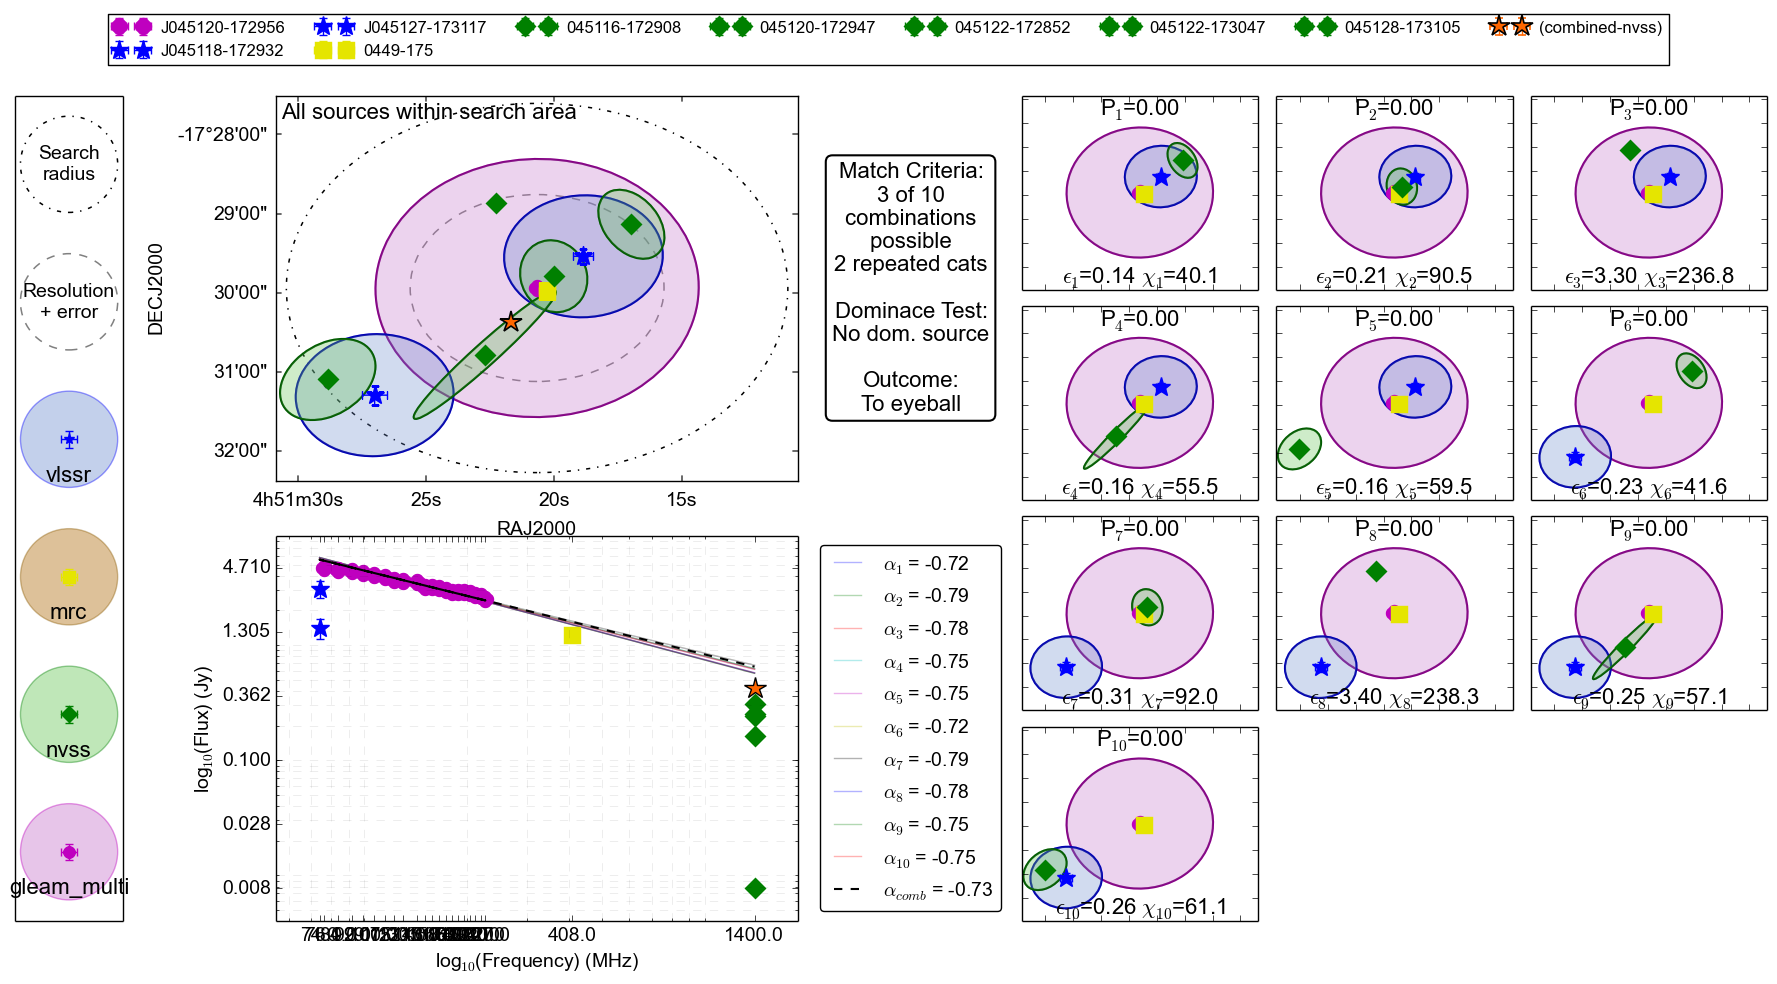 J045120-172956 J045127-173117 045116-172908 045120-172947 045122-172852 045122-173047 045128-173105 (combined-nvss)
J045118-172932 0449-175
Search
radius
Resolution
+ error
vlssr
mrc
nvss
gleam_multi
All sources within search area
-17°28'00"
29'00"
30'00"
31'00"
32'00"
DECJ2000
4h51m30s 25s 20s 15s
RAJ2000
Match Criteria:
3 of 10
combinations
possible
2 repeated cats
Dominace Test:
No dom. source
Outcome:
To eyeball
4.710
1.305
0.362
0.100
0.028
0.008
log10(Flux) (Jy)
408.0 1400.0
log10(Frequency) (MHz)
α1 = -0.72
α2 = -0.79
α3 = -0.78
α4 = -0.75
α5 = -0.75
α6 = -0.72
α7 = -0.79
α8 = -0.78
α9 = -0.75
α10 = -0.75
αcomb = -0.73
P1=0.00
ϵ1=0.14 χ1=40.1
P2=0.00
ϵ2=0.21 χ2=90.5
P3=0.00
ϵ3=3.30 χ3=236.8
P4=0.00
ϵ4=0.16 χ4=55.5
P5=0.00
ϵ5=0.16 χ5=59.5
P6=0.00
ϵ6=0.23 χ6=41.6
P7=0.00
ϵ7=0.31 χ7=92.0
P8=0.00
ϵ8=3.40 χ8=238.3
P9=0.00
ϵ9=0.25 χ9=57.1
P10=0.00
ϵ10=0.26 χ10=61.1